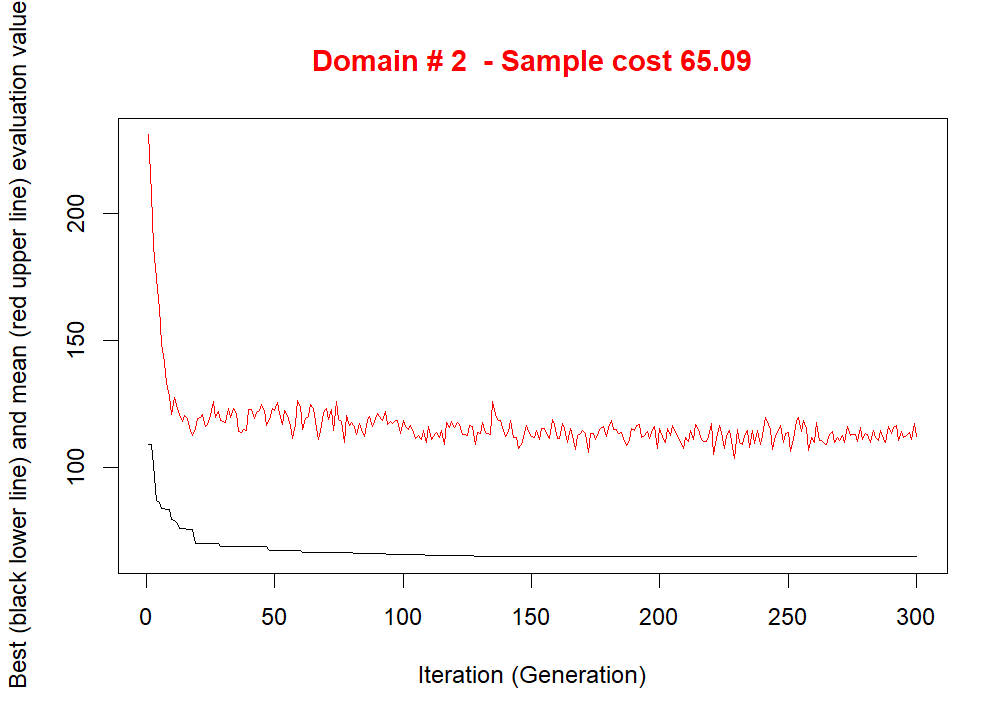 Domain # 2 - Sample cost 65.09
Best (black lower line) and mean (red upper line) evaluation value
200
150
100
0 50 100 150 200 250 300
Iteration (Generation)